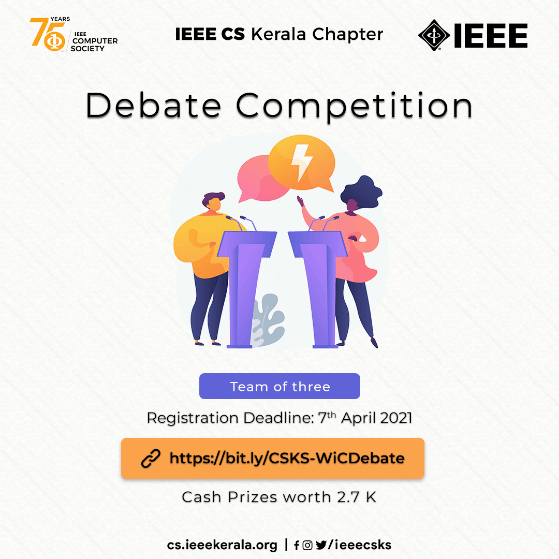 75 YEARS IEEE COMPUTER SOCIETY
IEEE CS Kerala Chapter
IEEE
Debate Competition
Team of three
Registration Deadline: 7th April 2021
https://bit.ly/CSKS-WiCDebate
Cash Prizes worth 2.7 K
cs.ieeekerala.org | /ieeecsks